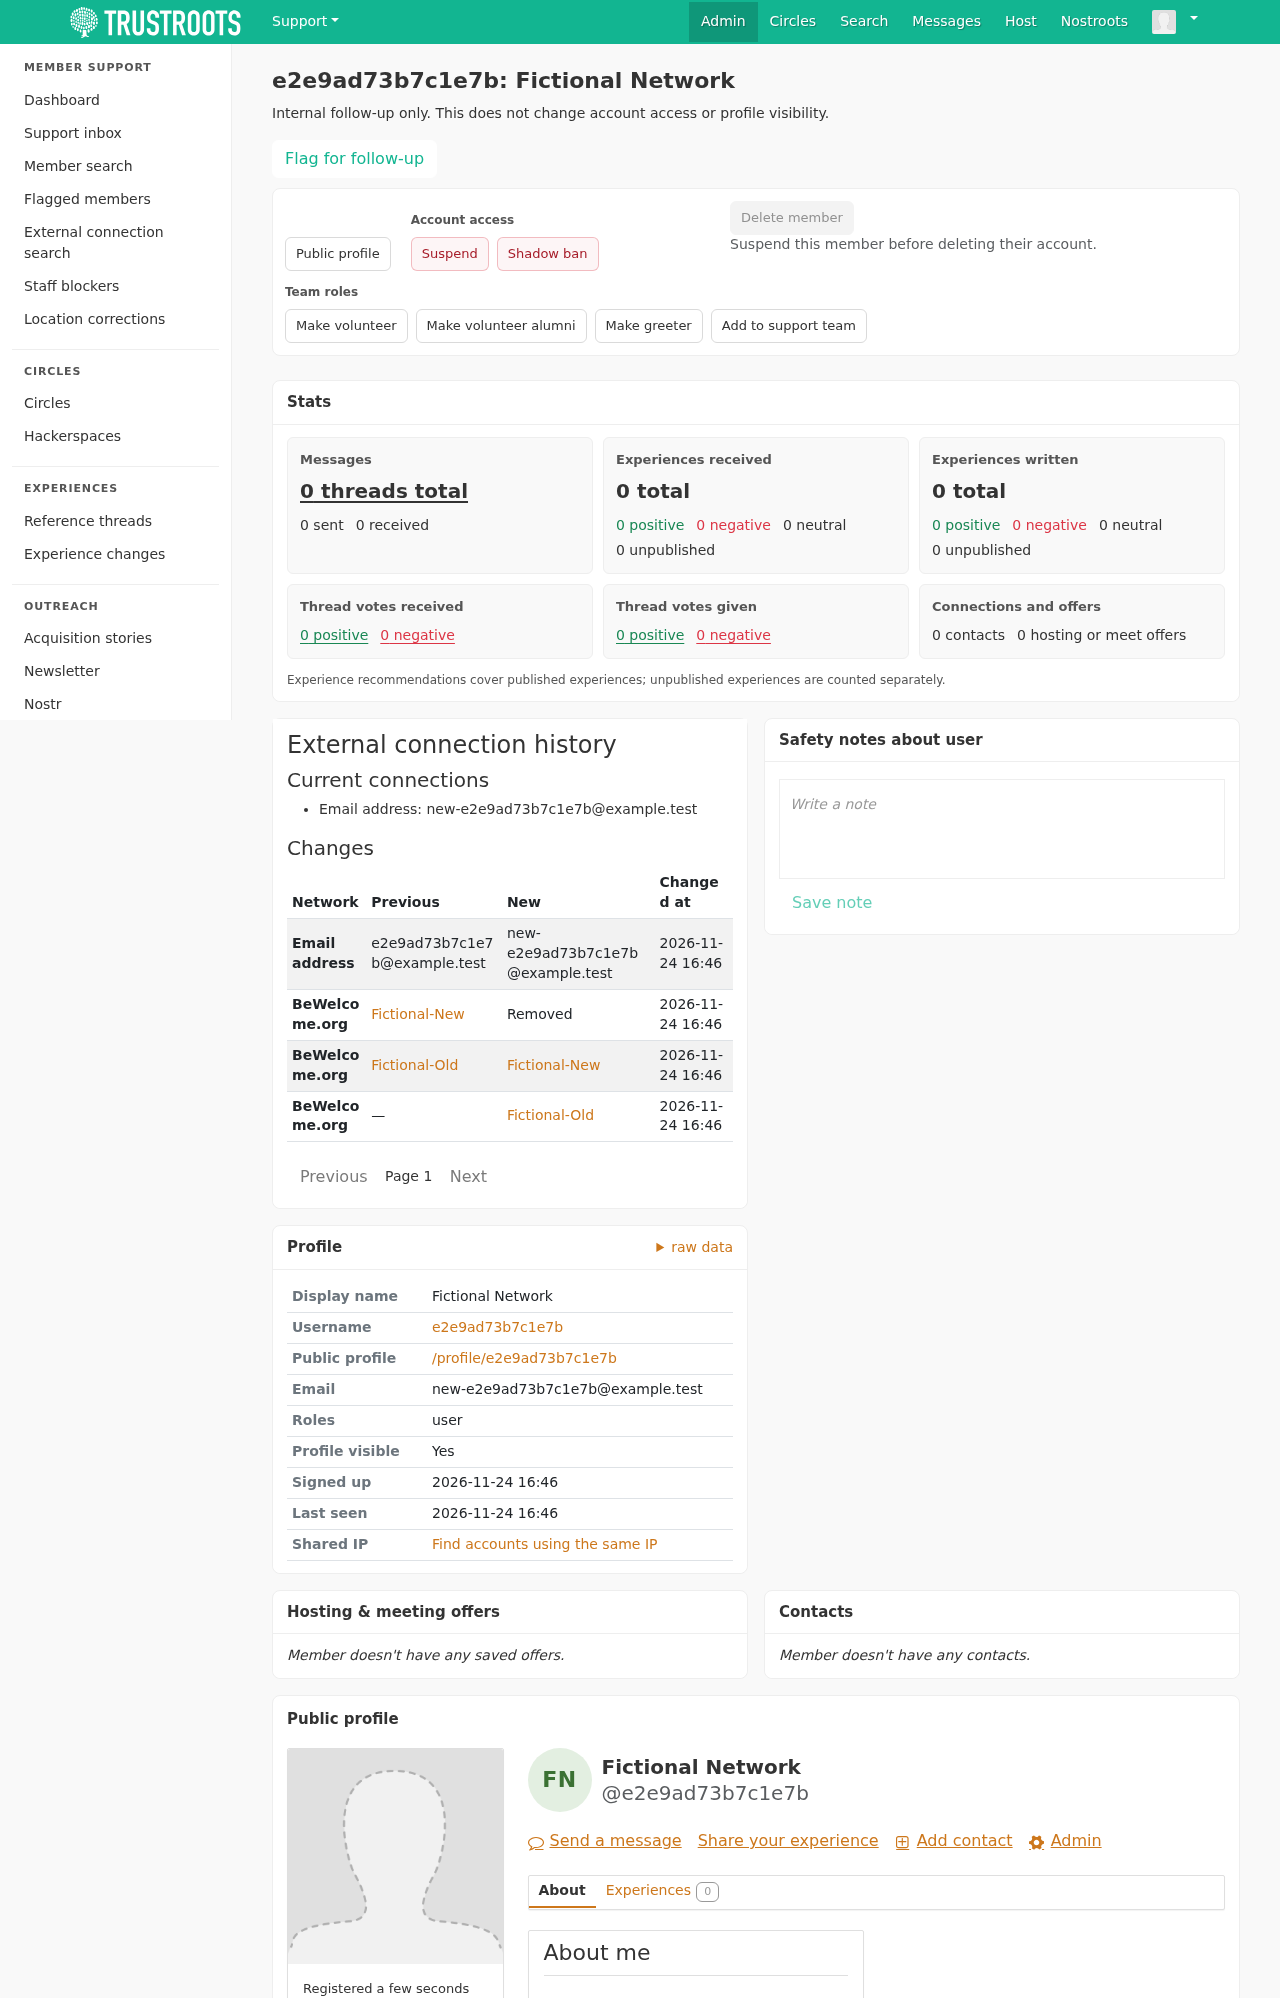 TRUSTROOTS
Support
Admin
Circles
Search
Messages
Host
Nostroots
MEMBER SUPPORT
Dashboard
Support inbox
Member search
Flagged members
External connection
search
Staff blockers
Location corrections
CIRCLES
Circles
Hackerspaces
EXPERIENCES
Reference threads
Experience changes
OUTREACH
Acquisition stories
Newsletter
Nostr
e2e9ad73b7c1e7b: Fictional Network
Internal follow-up only. This does not change account access or profile visibility.
Flag for follow-up
Public profile
Account access
Suspend
Shadow ban
Delete member
Suspend this member before deleting their account.
Team roles
Make volunteer
Make volunteer alumni
Make greeter
Add to support team
Stats
Messages
0 threads total
0 sent 0 received
Experiences received
0 total
0 positive 0 negative 0 neutral
0 unpublished
Experiences written
0 total
0 positive 0 negative 0 neutral
0 unpublished
Thread votes received
0 positive 0 negative
Thread votes given
0 positive 0 negative
Connections and offers
0 contacts 0 hosting or meet offers
Experience recommendations cover published experiences; unpublished experiences are counted separately.
External connection history
Current connections
• Email address: new-e2e9ad73b7c1e7b@example.test
Changes
Network Previous New Change
d at
Email
address
e2e9ad73b7c1e7
b@example.test
new-
e2e9ad73b7c1e7b
@example.test
2026-11-
24 16:46
BeWelco
me.org
Fictional-New
Removed
2026-11-
24 16:46
BeWelco
me.org
Fictional-Old
Fictional-New
2026-11-
24 16:46
BeWelco
me.org
—
Fictional-Old
2026-11-
24 16:46
Previous Page 1 Next
Safety notes about user
Write a note
Save note
Profile
▶ raw data
Display name Fictional Network
Username e2e9ad73b7c1e7b
Public profile /profile/e2e9ad73b7c1e7b
Email new-e2e9ad73b7c1e7b@example.test
Roles user
Profile visible Yes
Signed up 2026-11-24 16:46
Last seen 2026-11-24 16:46
Shared IP Find accounts using the same IP
Hosting & meeting offers
Member doesn't have any saved offers.
Contacts
Member doesn't have any contacts.
Public profile
FN
Fictional Network
@e2e9ad73b7c1e7b
Send a message
Share your experience
Add contact
Admin
About
Experiences 0
About me
Registered a few seconds